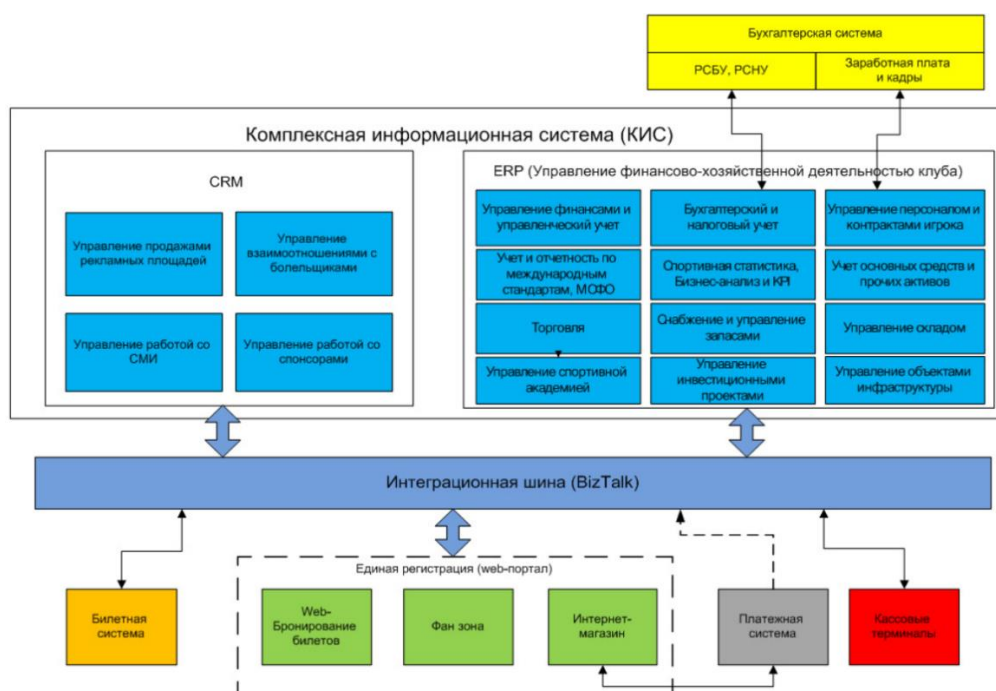 Бухгалтерская система
РСБУ, РСНУ
Заработная плата
и кадры
Комплексная информационная система (КИС)
CRM
Управление продажами
рекламных площадей
Управление
взаимоотношениями с
болельщиками
Управление работой со
СМИ
Управление работой со
спонсорами
ERP (Управление финансово-хозяйственной деятельностью клуба)
Управление финансами и
управленческий учет
Бухгалтерский и
налоговый учет
Управление персоналом и
контрактами игрока
Учет и отчетность по
международным
стандартам, МОФО
Спортивная статистика,
Бизнес-анализ и KPI
Учет основных средств и
прочих активов
Торговля
Снабжение и управление
запасами
Управление складом
Управление спортивной
академией
Управление
инвестиционными
проектами
Управление объектами
инфраструктуры
Интеграционная шина (BizTalk)
Единая регистрация (web-портал)
Билетная
система
Web-
Бронирование
билетов
Фан зона
Интернет-
магазин
Платежная
система
Кассовые
терминалы